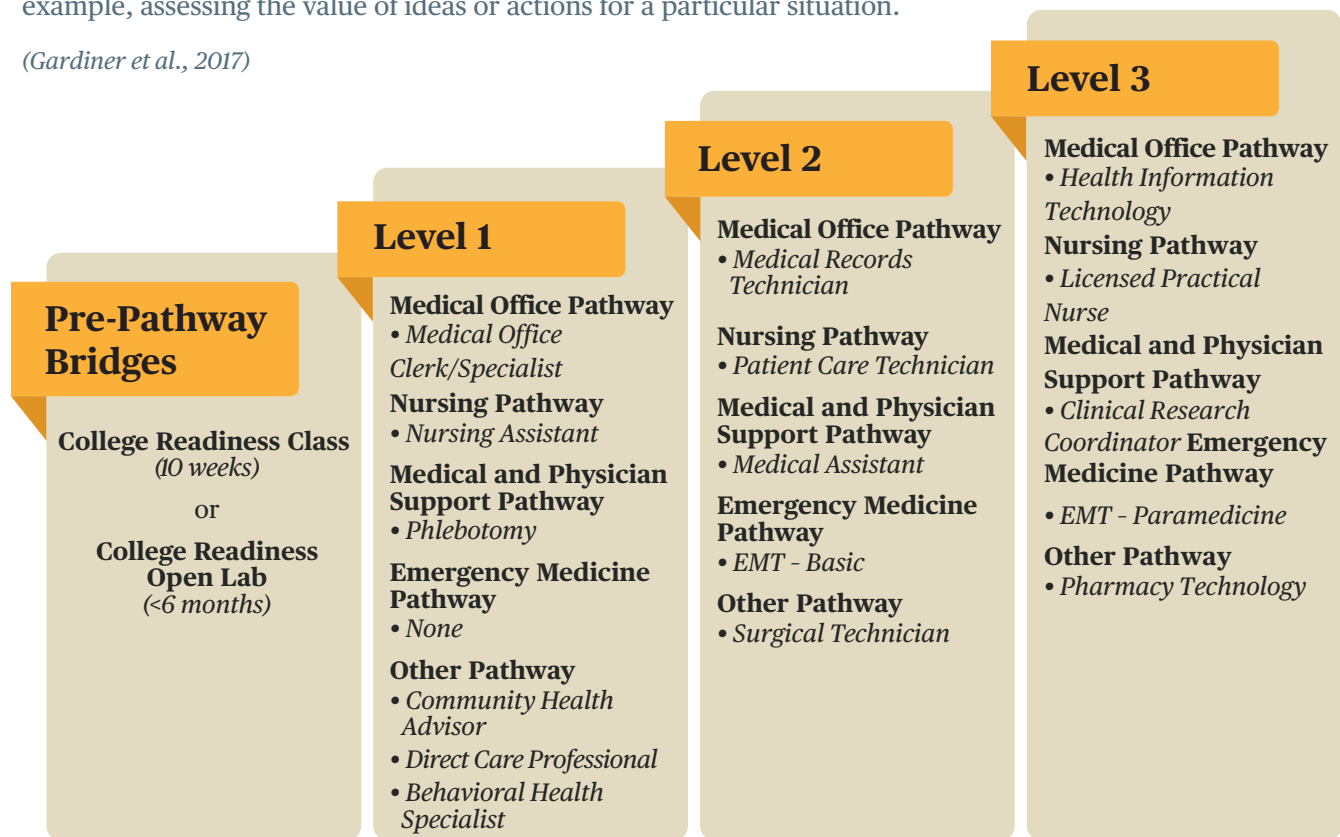 example, assessing the value of ideas or actions for a particular situation.
(Gardiner et al., 2017)
Pre-Pathway
Bridges
College Readiness Class
(10 weeks)
or
College Readiness
Open Lab
(<6 months)
Level 1
Medical Office Pathway
• Medical Office
Clerk/Specialist
Nursing Pathway
• Nursing Assistant
Medical and Physician
Support Pathway
• Phlebotomy
Emergency Medicine
Pathway
• None
Other Pathway
• Community Health
Advisor
• Direct Care Professional
• Behavioral Health
Specialist
Level 2
Medical Office Pathway
• Medical Records
Technician
Nursing Pathway
• Patient Care Technician
Medical and Physician
Support Pathway
• Medical Assistant
Emergency Medicine
Pathway
• EMT - Basic
Other Pathway
• Surgical Technician
Level 3
Medical Office Pathway
• Health Information
Technology
Nursing Pathway
• Licensed Practical
Nurse
Medical and Physician
Support Pathway
• Clinical Research
Coordinator Emergency
Medicine Pathway
• EMT - Paramedicine
Other Pathway
• Pharmacy Technology